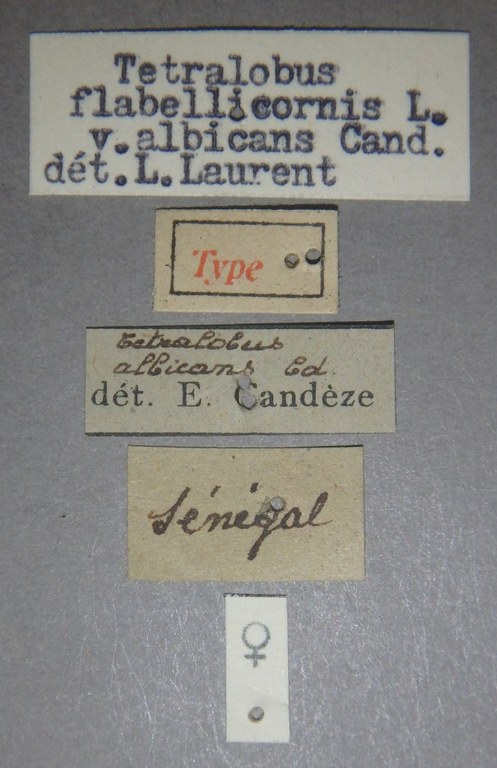 Tetralobus
flabellicornis L.
v.albicans Cand.
dét.L.Laurent
Type
tetralobus
albicans Cd.
dét. E. Candèze
Sénégal
♀